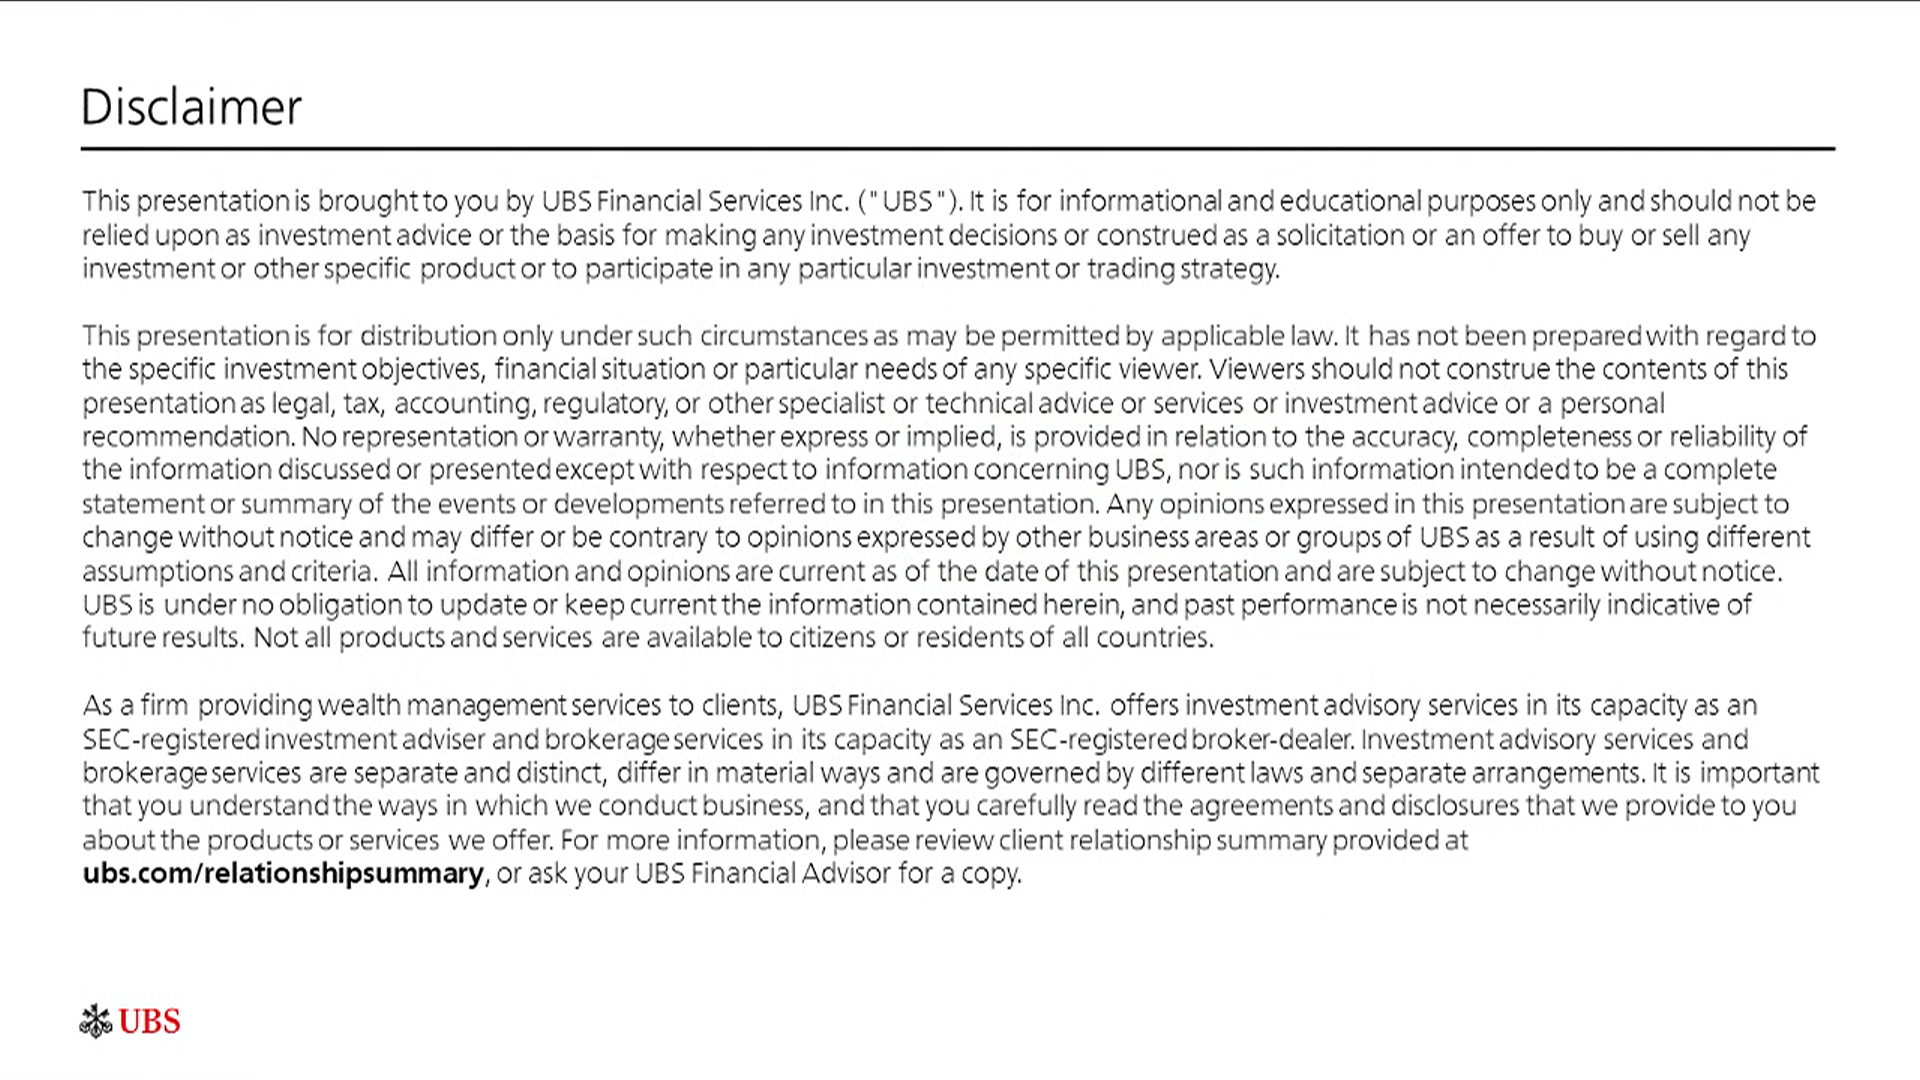 Disclaimer
This presentation is brought to you by UBS Financial Services Inc. ("UBS"). It is for informational and educational purposes only and should not be
relied upon as investment advice or the basis for making any investment decisions or construed as a solicitation or an offer to buy or sell any
investment or other specific product or to participate in any particular investment or trading strategy.
This presentation is for distribution only under such circumstances as may be permitted by applicable law. It has not been prepared with regard to
the specific investment objectives, financial situation or particular needs of any specific viewer. Viewers should not construe the contents of this
presentation as legal, tax, accounting, regulatory, or other specialist or technical advice or services or investment advice or a personal
recommendation. No representation or warranty, whether express or implied, is provided in relation to the accuracy, completeness or reliability of
the information discussed or presented except with respect to information concerning UBS, nor is such information intended to be a complete
statement or summary of the events or developments referred to in this presentation. Any opinions expressed in this presentation are subject to
change without notice and may differ or be contrary to opinions expressed by other business areas or groups of UBS as a result of using different
assumptions and criteria. All information and opinions are current as of the date of this presentation and are subject to change without notice.
UBS is under no obligation to update or keep current the information contained herein, and past performance is not necessarily indicative of
future results. Not all products and services are available to citizens or residents of all countries.
As a firm providing wealth management services to clients, UBS Financial Services Inc. offers investment advisory services in its capacity as an
SEC-registered investment adviser and brokerage services in its capacity as an SEC-registered broker-dealer. Investment advisory services and
brokerage services are separate and distinct, differ in material ways and are governed by different laws and separate arrangements. It is important
that you understand the ways in which we conduct business, and that you carefully read the agreements and disclosures that we provide to you
about the products or services we offer. For more information, please review client relationship summary provided at
ubs.com/relationshipsummary, or ask your UBS Financial Advisor for a copy.
UBS